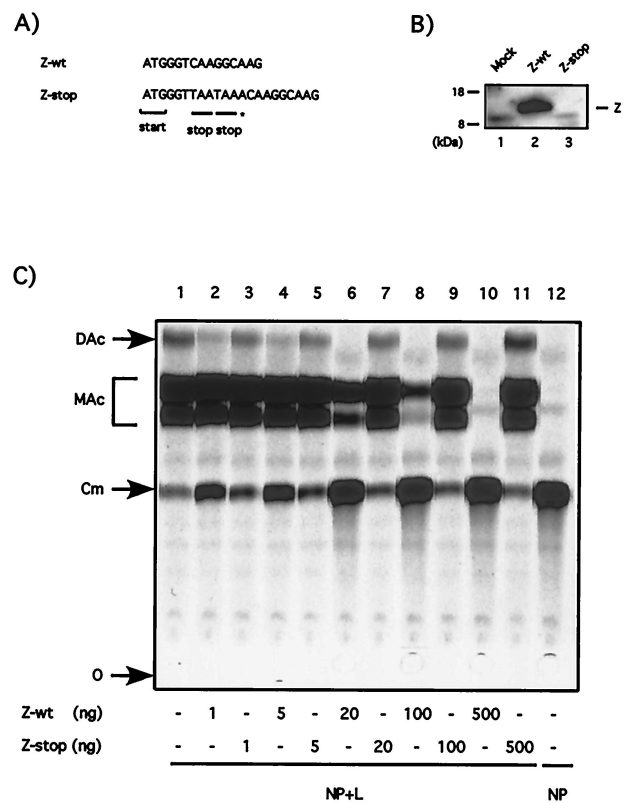 A)
Z-wt ATGGGTCAAGGCAAG
Z-stop ATGGGTTAATAAACAAGGCAAG
start stop stop *
B)
Mock Z-wt Z-stop
18
8
Z
(kDa) 1 2 3
C)
1 2 3 4 5 6 7 8 9 10 11 12
DAc
MAc
Cm
O
Z-wt (ng) - 1 - 5 - 20 - 100 - 500 - -
Z-stop (ng) - - 1 - 5 - 20 - 100 - 500 -
NP+L NP